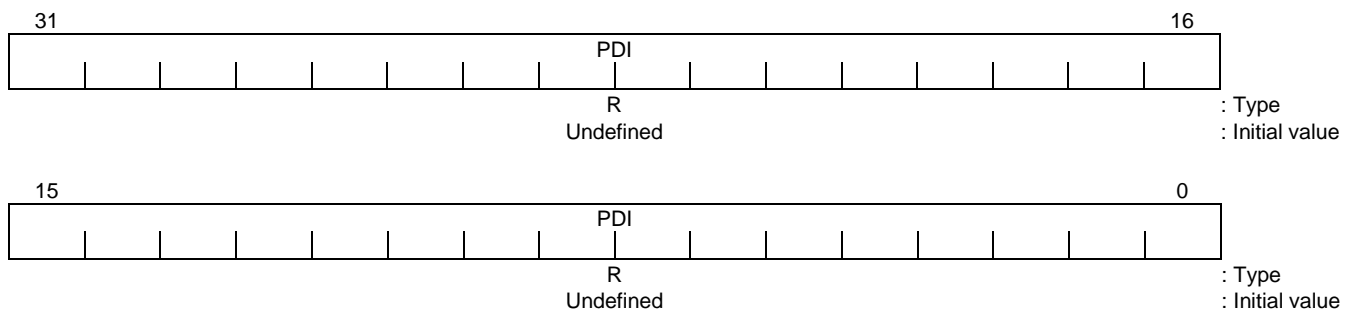 31 16
PDI
R : Type
Undefined : Initial value
15 0
PDI
R : Type
Undefined : Initial value